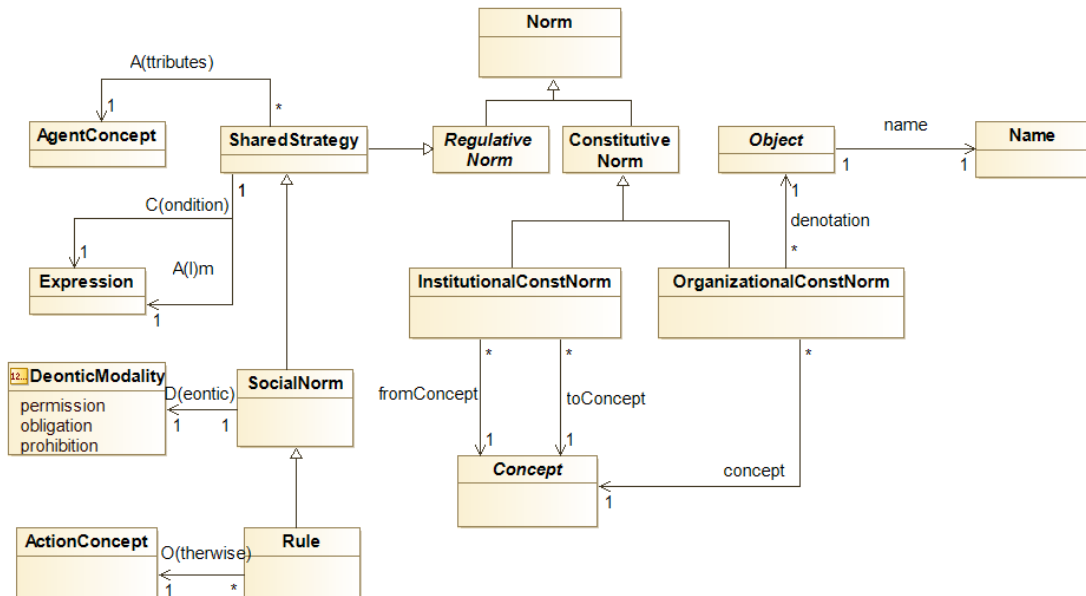 Norm
A(ttributes)
1
*
AgentConcept
SharedStrategy
Regulative
Norm
Constitutive
Norm
Object
name
1
1
Name
1
C(ondition)
1
Expression
A(I)m
1
1
denotation
*
InstitutionalConstNorm
OrganizationalConstNorm
*
*
*
fromConcept
toConcept
1
1
Concept
concept
1
12... DeonticModality
permission
obligation
prohibition
D(eontic)
1
1
SocialNorm
ActionConcept
O(therwise)
1
*
Rule